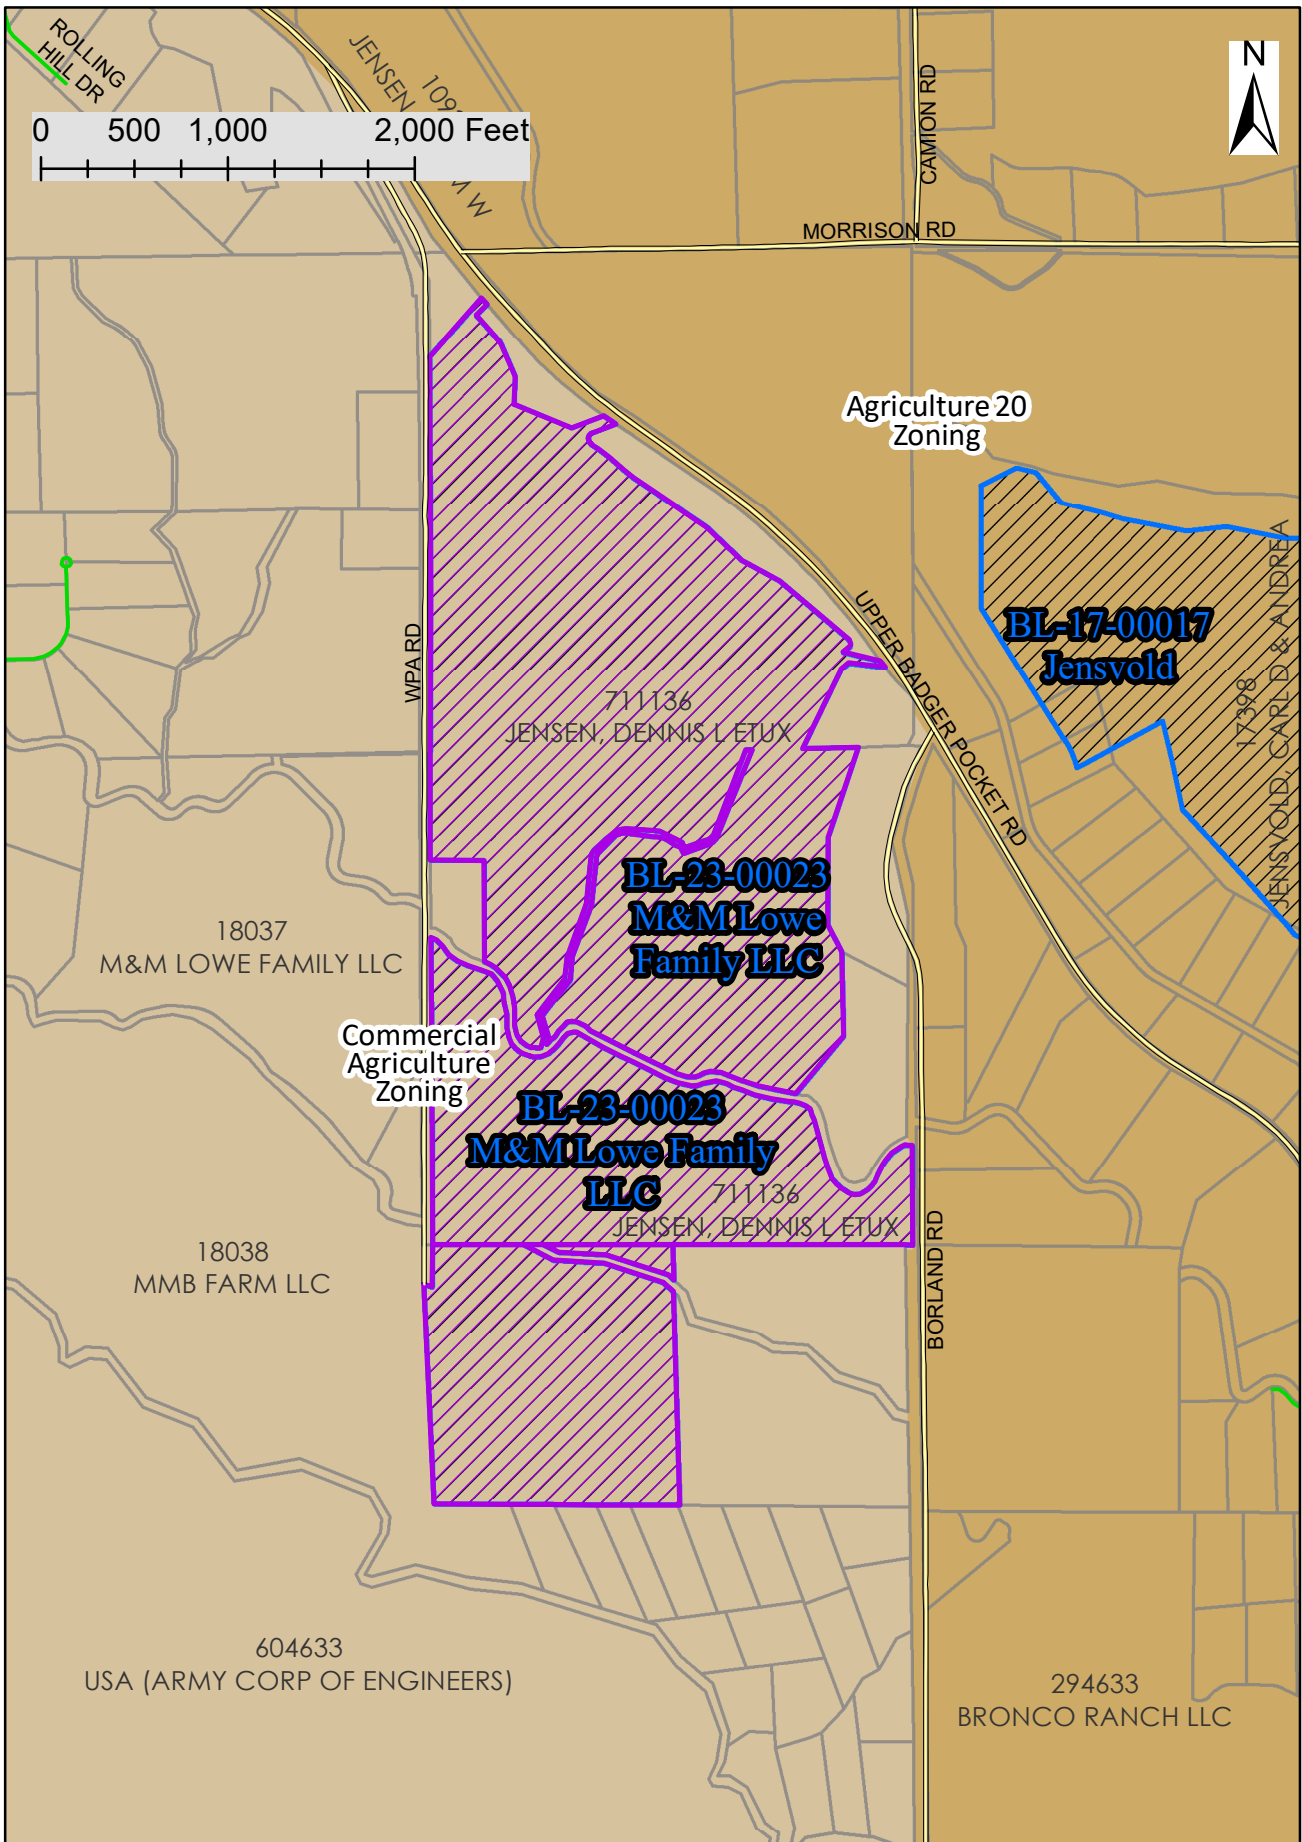 ROLLING
HILL DR
N
0 500 1,000 2,000 Feet
JENSEN
M W
CAMION RD
MORRISON RD
Agriculture 20
Zoning
WPA RD
UPPER BADGER POCKET RD
BL-17-00017
Jensvold
17398
JENSVOLD, CARL D & ANDREA
711136
JENSEN, DENNIS L ETUX
BL-23-00023
M&M Lowe
Family LLC
18037
M&M LOWE FAMILY LLC
Commercial
Agriculture
Zoning
BL-23-00023
M&M Lowe Family
LLC
711136
JENSEN, DENNIS L ETUX
BORLAND RD
18038
MMB FARM LLC
604633
USA (ARMY CORP OF ENGINEERS)
294633
BRONCO RANCH LLC